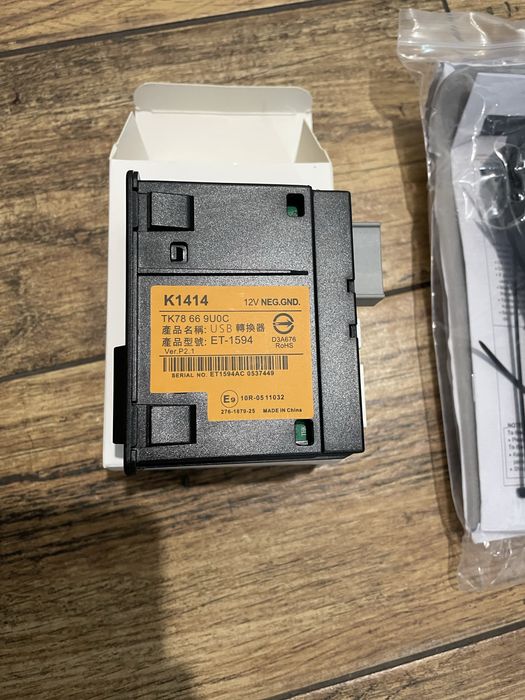 K1414 12V NEG.GND.
TK78 66 9U0C
產品名稱: USB 轉換器
產品型號: ET-1594
D3A676
RoHS
Ver.P2.1
SERIAL NO. ET1594AC 0537449
E9 10R-05 11032
276-1879-25 MADE IN China